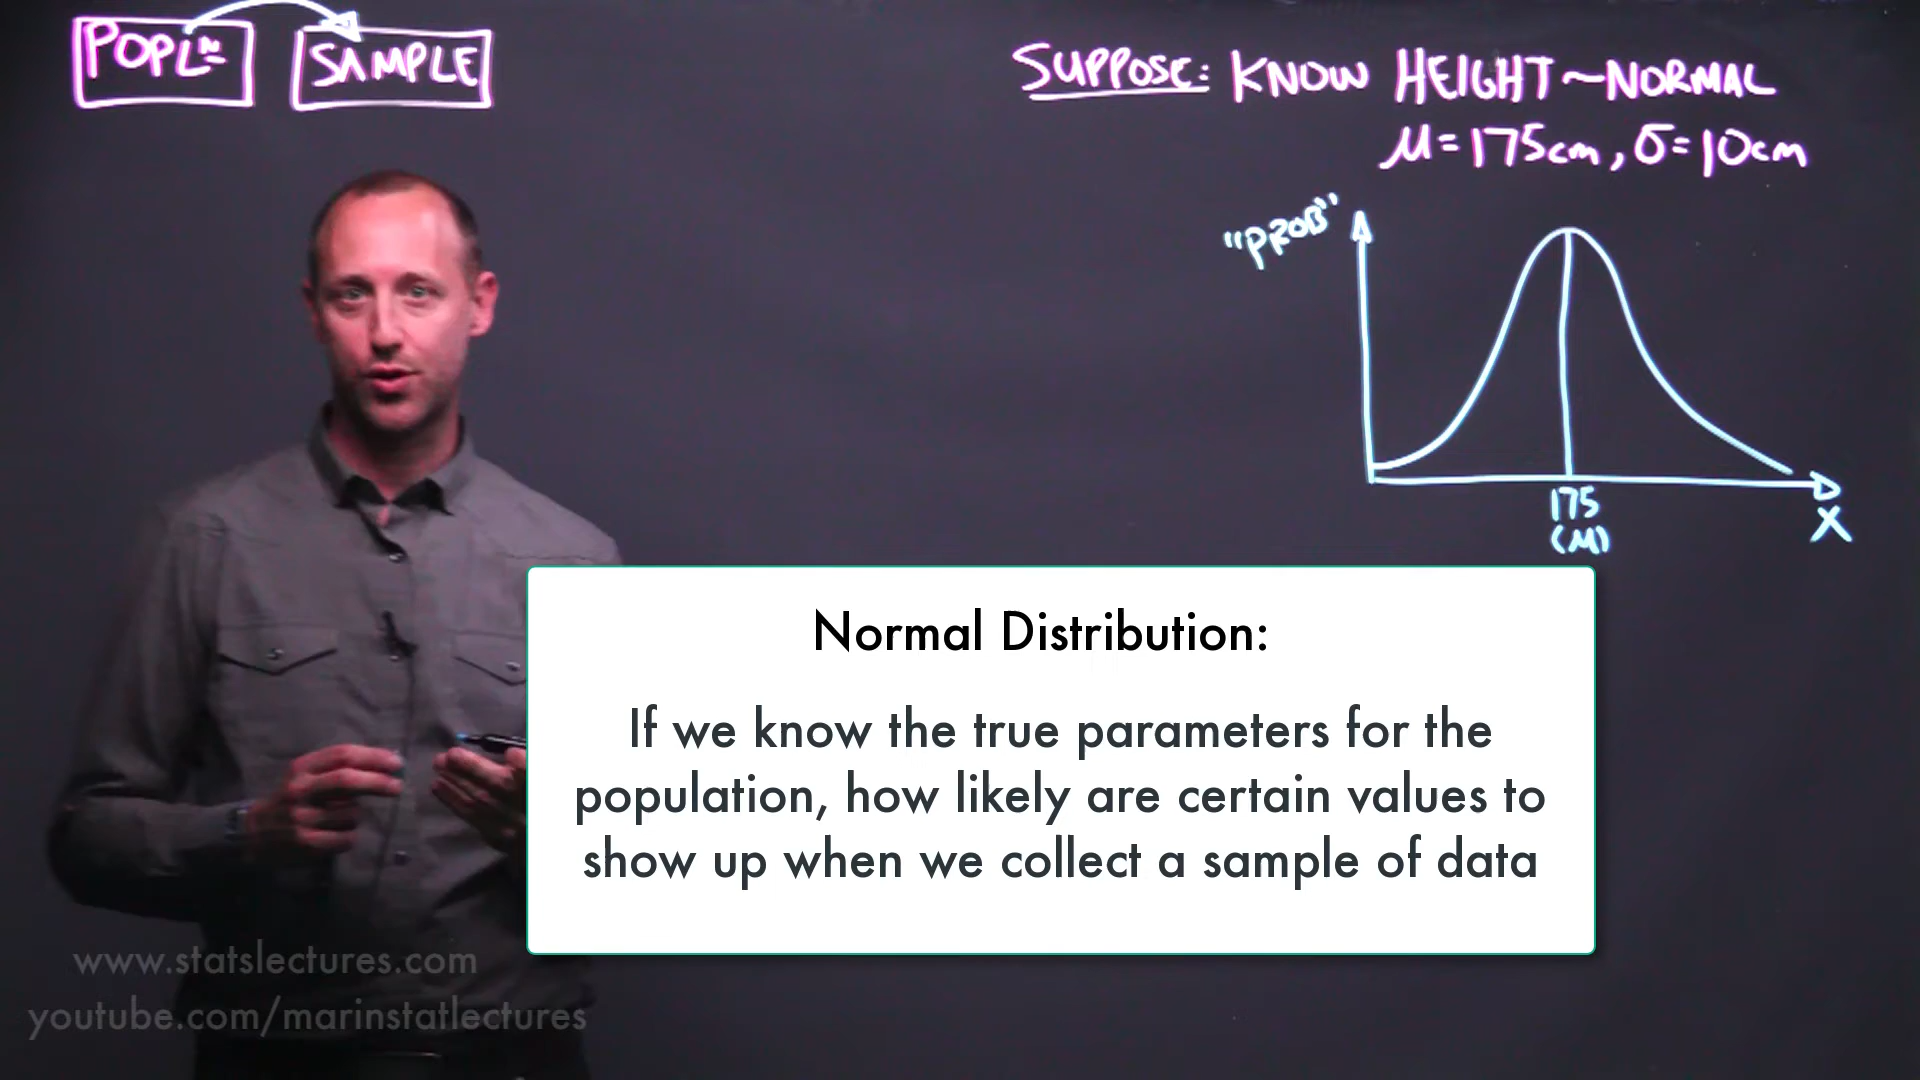 POPLⁿ
SAMPLE
SUPPOSE: KNOW HEIGHT ~ NORMAL
μ = 175cm, σ = 10cm
"PROB"
175
(μ)
X
Normal Distribution:
If we know the true parameters for the
population, how likely are certain values to
show up when we collect a sample of data
www.statslectures.com
youtube.com/marinstatlectures